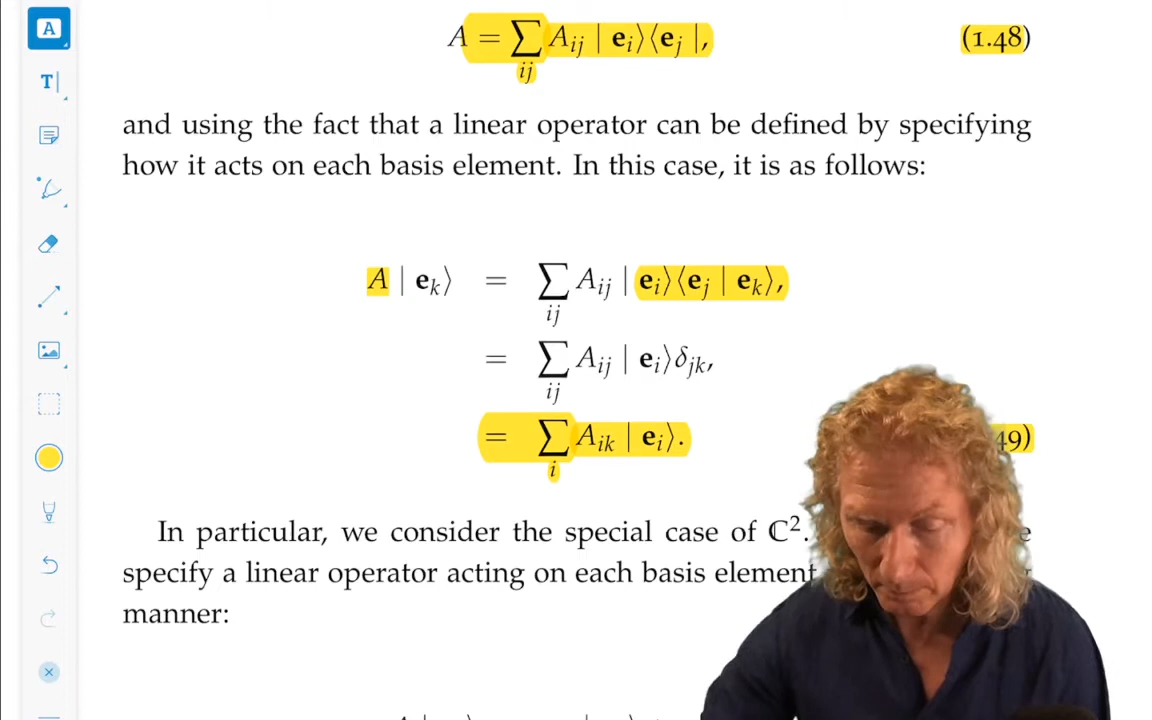 A
T|
A = ∑_{ij} A_{ij} | e_i⟩⟨e_j |, (1.48)
and using the fact that a linear operator can be defined by specifying
how it acts on each basis element. In this case, it is as follows:
A | e_k⟩ = ∑_{ij} A_{ij} | e_i⟩⟨e_j | e_k⟩,
= ∑_{ij} A_{ij} | e_i⟩δ_{jk},
= ∑_i A_{ik} | e_i⟩. 49)
In particular, we consider the special case of ℂ².
specify a linear operator acting on each basis element
manner: